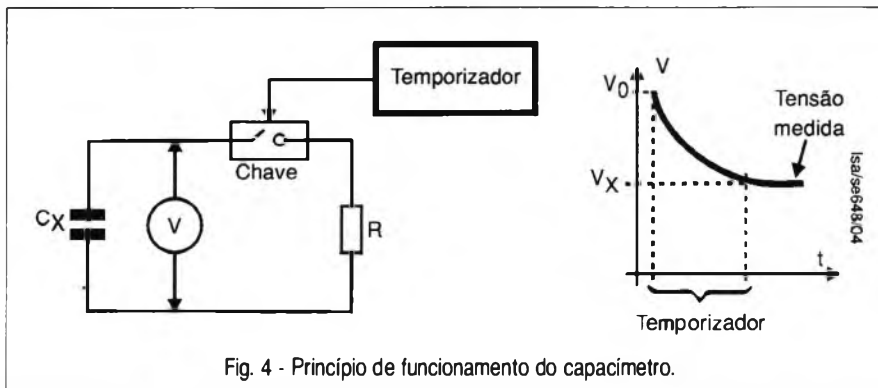 Temporizador
Chave
CX
V
R
V
V0
Tensão
medida
VX
t
Temporizador
lsa/se648/04
Fig. 4 - Princípio de funcionamento do capacímetro.